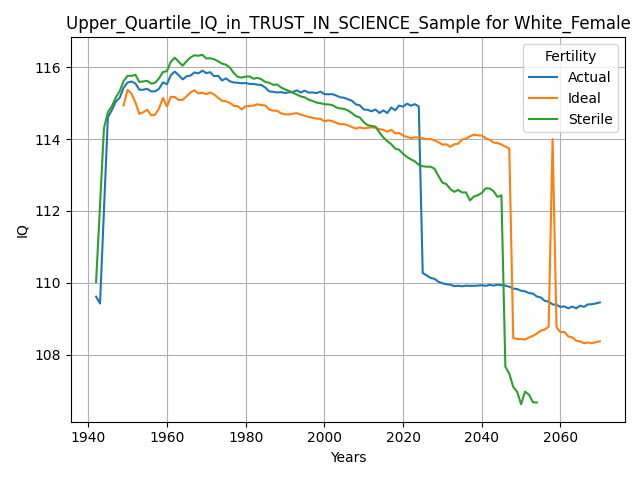 Upper_Quartile_IQ_in_TRUST_IN_SCIENCE_Sample for White_Female
Fertility
Actual
Ideal
Sterile
IQ
116
114
112
110
108
1940 1960 1980 2000 2020 2040 2060
Years